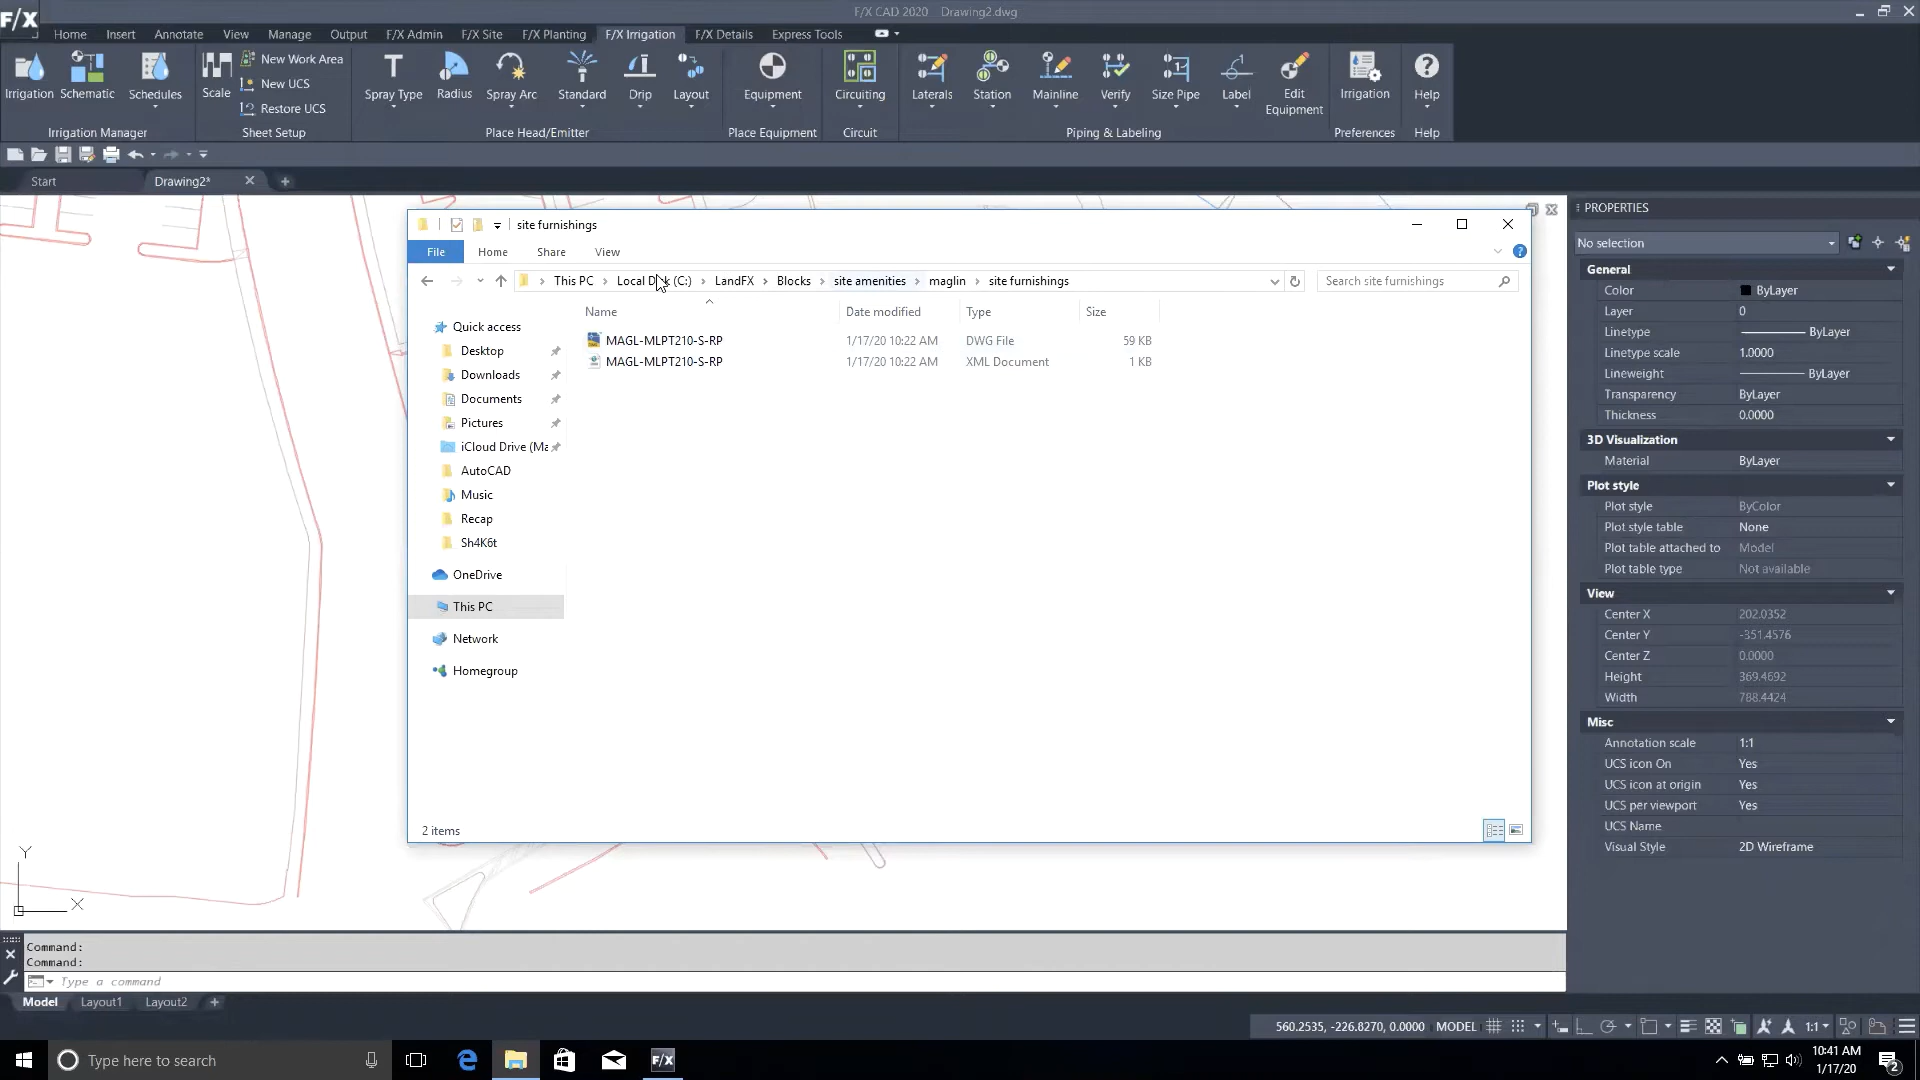 F/X CAD 2020 Drawing2.dwg
F/X
Home Insert Annotate View Manage Output F/X Admin F/X Site F/X Planting F/X Irrigation F/X Details Express Tools
Irrigation Schematic Schedules Scale New Work Area New UCS Restore UCS Spray Type Radius Spray Arc Standard Drip Layout Equipment Circuiting Laterals Station Mainline Verify Size Pipe Label Edit Equipment Irrigation Help
Irrigation Manager Sheet Setup Place Head/Emitter Place Equipment Circuit Piping & Labeling Preferences Help
Start Drawing2*
site furnishings
File Home Share View
This PC Local Disk (C:) LandFX Blocks site amenities maglin site furnishings Search site furnishings
Name Date modified Type Size
MAGL-MLPT210-S-RP 1/17/20 10:22 AM DWG File 59 KB
MAGL-MLPT210-S-RP 1/17/20 10:22 AM XML Document 1 KB
Quick access
Desktop
Downloads
Documents
Pictures
iCloud Drive (Ma
AutoCAD
Music
Recap
Sh4K6t
OneDrive
This PC
Network
Homegroup
2 items
PROPERTIES
No selection
General
Color ByLayer
Layer 0
Linetype ByLayer
Linetype scale 1.0000
Lineweight ByLayer
Transparency ByLayer
Thickness 0.0000
3D Visualization
Material ByLayer
Plot style
Plot style ByColor
Plot style table None
Plot table attached to Model
Plot table type Not available
View
Center X 202.0352
Center Y -351.4576
Center Z 0.0000
Height 369.4692
Width 788.4424
Misc
Annotation scale 1:1
UCS icon On Yes
UCS icon at origin Yes
UCS per viewport Yes
UCS Name
Visual Style 2D Wireframe
Y
X
Command:
Command:
Type a command
Model Layout1 Layout2
560.2535, -226.8270, 0.0000 MODEL 1:1
Type here to search
F/X
10:41 AM
1/17/20
2